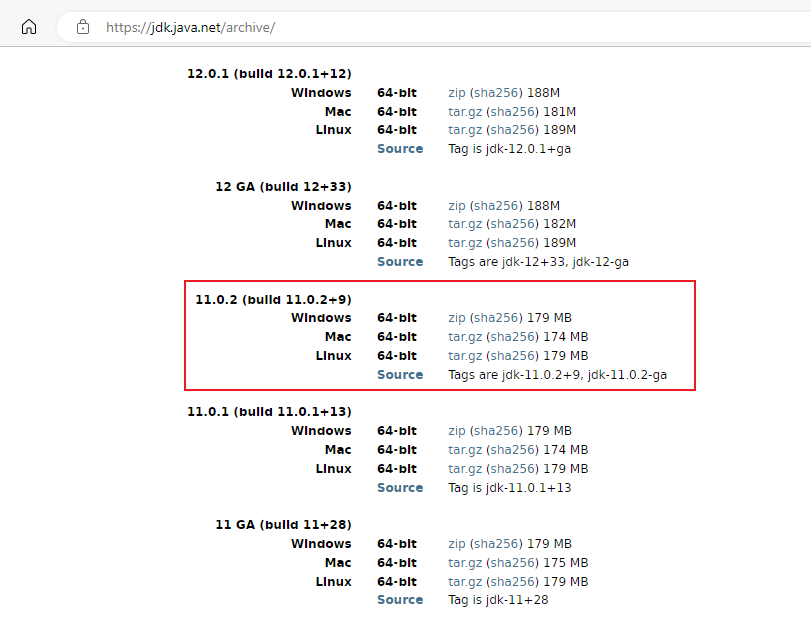 https://jdk.java.net/archive/
12.0.1 (build 12.0.1+12)
Windows 64-bit zip (sha256) 188M
Mac 64-bit tar.gz (sha256) 181M
Linux 64-bit tar.gz (sha256) 189M
Source Tag is jdk-12.0.1+ga
12 GA (build 12+33)
Windows 64-bit zip (sha256) 188M
Mac 64-bit tar.gz (sha256) 182M
Linux 64-bit tar.gz (sha256) 189M
Source Tags are jdk-12+33, jdk-12-ga
11.0.2 (build 11.0.2+9)
Windows 64-bit zip (sha256) 179 MB
Mac 64-bit tar.gz (sha256) 174 MB
Linux 64-bit tar.gz (sha256) 179 MB
Source Tags are jdk-11.0.2+9, jdk-11.0.2-ga
11.0.1 (build 11.0.1+13)
Windows 64-bit zip (sha256) 179 MB
Mac 64-bit tar.gz (sha256) 174 MB
Linux 64-bit tar.gz (sha256) 179 MB
Source Tag is jdk-11.0.1+13
11 GA (build 11+28)
Windows 64-bit zip (sha256) 179 MB
Mac 64-bit tar.gz (sha256) 175 MB
Linux 64-bit tar.gz (sha256) 179 MB
Source Tag is jdk-11+28